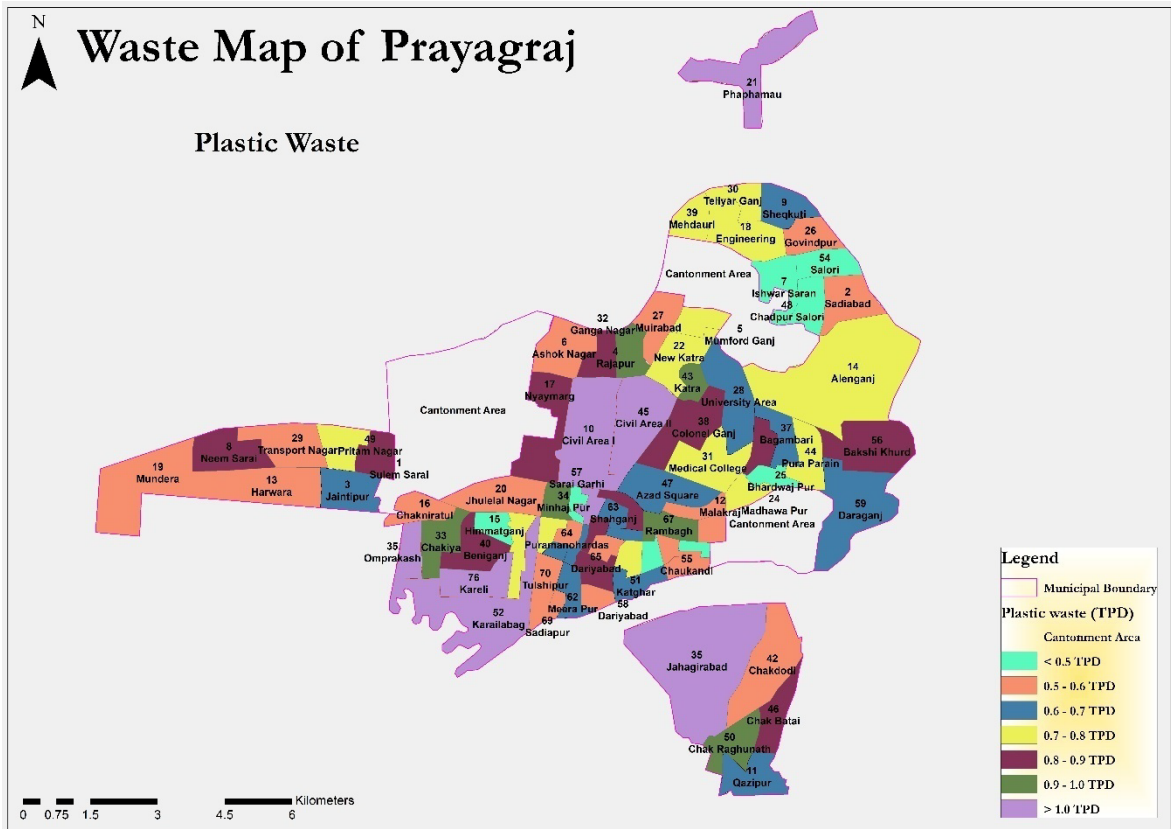 N
Waste Map of Prayagraj
Plastic Waste
21
Phaphamau
30
Teliyar Ganj
9
Sheqkuti
39
Mehdauri
18
Engineering
26
Govindpur
54
Salori
Cantonment Area
7
Ishwar Saran
2
Sadiabad
48
Chadpur Salori
32
Ganga Nagar
27
Muirabad
5
Mumford Ganj
6
Ashok Nagar
4
Rajapur
22
New Katra
14
Alenganj
43
Katra
17
Nyaymarg
28
University Area
Cantonment Area
10
Civil Area I
45
Civil Area II
38
Colonel Ganj
37
Bagambari
56
Bakshi Khurd
8
Neem Sarai
29
Transport Nagar
49
Pritam Nagar
1
Sulem Sarai
31
Medical College
44
Pura Parain
19
Mundera
13
Harwara
3
Jaintipur
57
Sarai Garhi
47
Azad Square
25
Bhardwaj Pur
24
Madhawa Pur
Cantonment Area
59
Daraganj
20
Jhulelal Nagar
34
Minhaj Pur
12
Malakraj
16
Chakniratul
63
Shahganj
15
Himmatganj
67
Rambagh
33
Chakiya
64
Puramanohardas
35
Omprakash
40
Beniganj
65
Dariyabad
55
Chaukandi
76
Kareli
70
Tulshipur
51
Katghar
62
Meera Pur
58
Dariyabad
52
Karailabag
69
Sadiapur
35
Jahagirabad
42
Chakdodi
46
Chak Batai
50
Chak Raghunath
11
Qazipur
Legend
Municipal Boundary
Plastic waste (TPD)
Cantonment Area
< 0.5 TPD
0.5 - 0.6 TPD
0.6 - 0.7 TPD
0.7 - 0.8 TPD
0.8 - 0.9 TPD
0.9 - 1.0 TPD
> 1.0 TPD
Kilometers
0 0.75 1.5 3 4.5 6